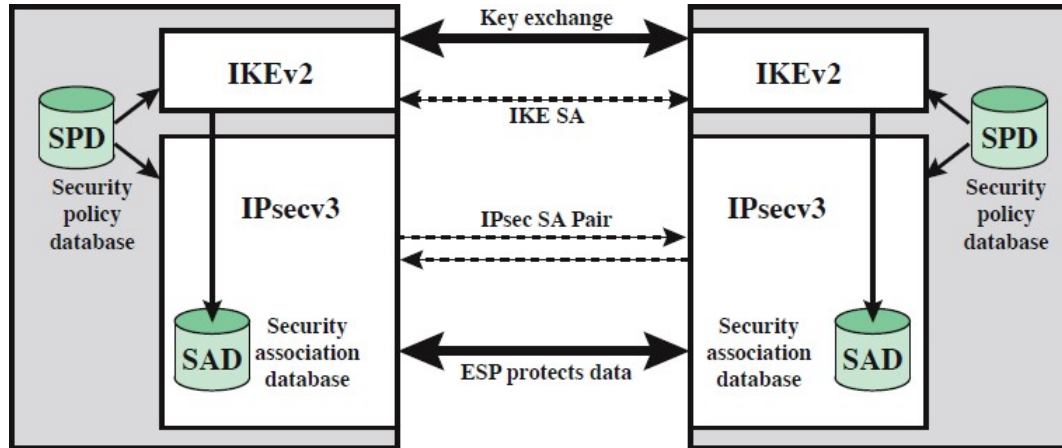 Key exchange
IKEv2
IKEv2
SPD
IKE SA
SPD
Security
policy
database
IPsecv3
IPsec SA Pair
IPsecv3
Security
policy
database
SAD
Security
association
database
ESP protects data
Security
association
database
SAD